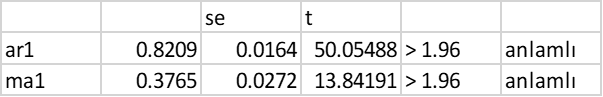 se t
ar1 0.8209 0.0164 50.05488 > 1.96 anlamlı
ma1 0.3765 0.0272 13.84191 > 1.96 anlamlı